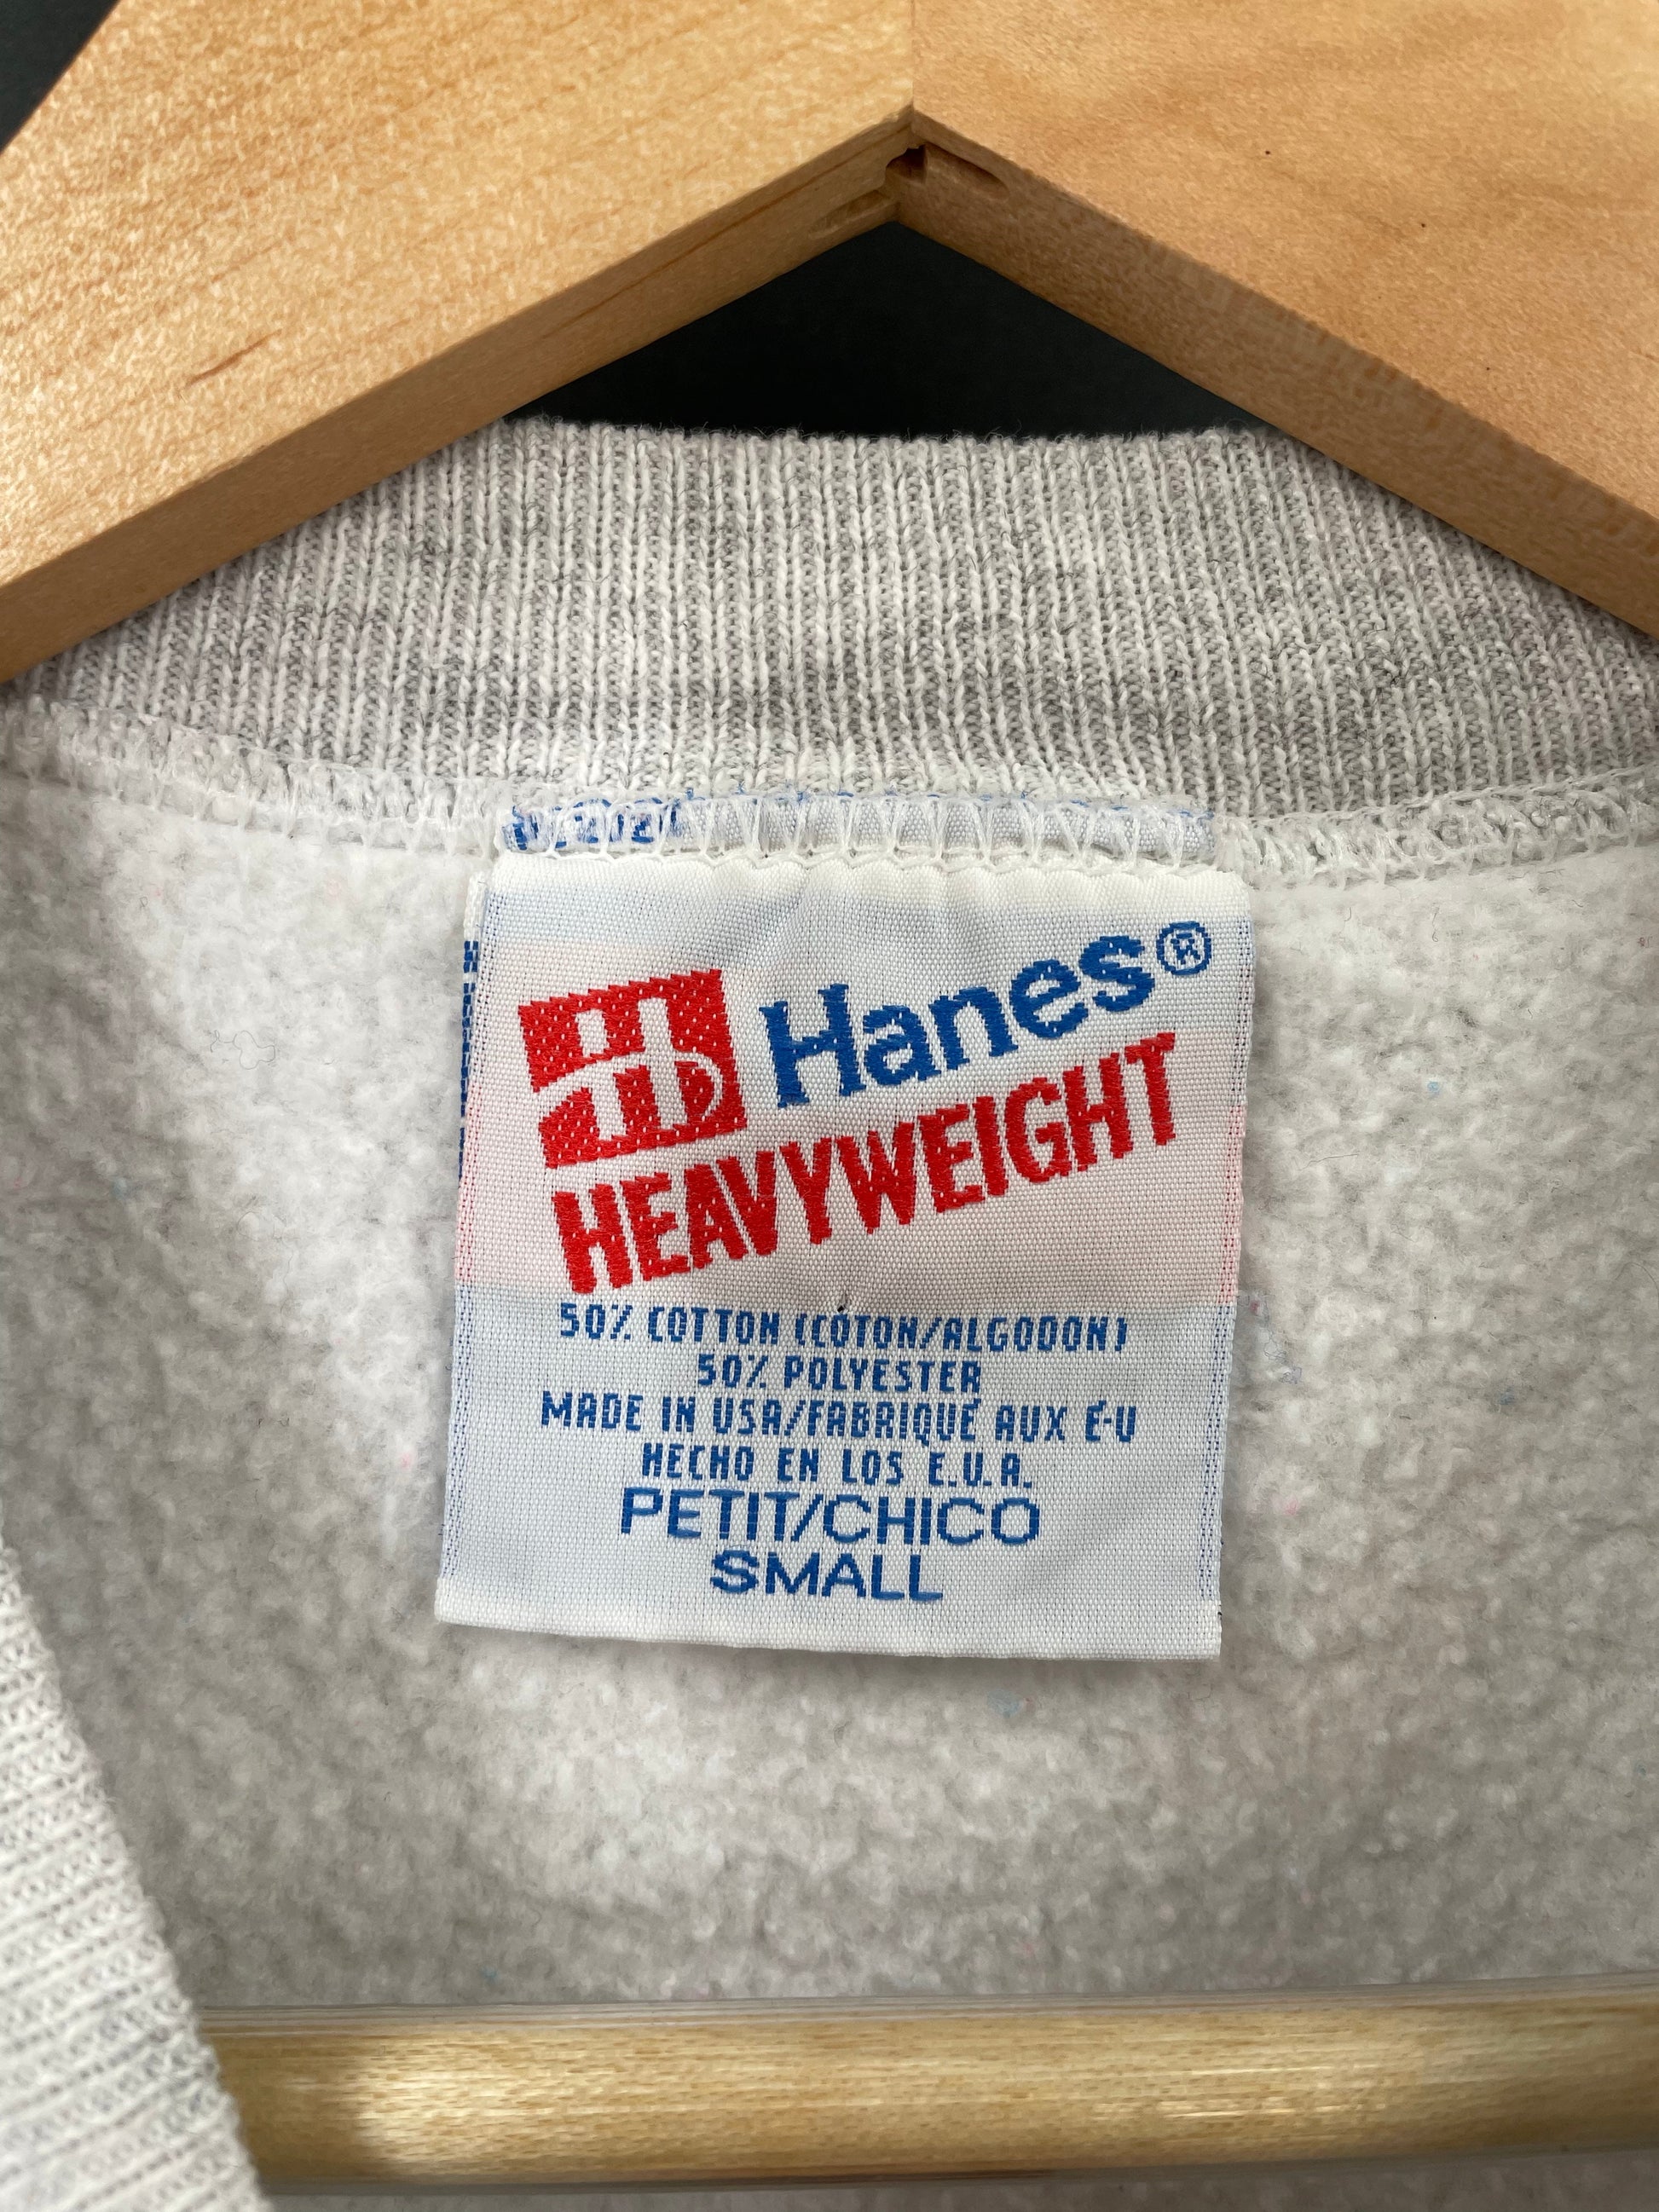 Hanes®
HEAVYWEIGHT
50% COTTON (COTON/ALGODON)
50% POLYESTER
MADE IN USA/FABRIQUÉ AUX É-U
HECHO EN LOS E.U.A.
PETIT/CHICO
SMALL